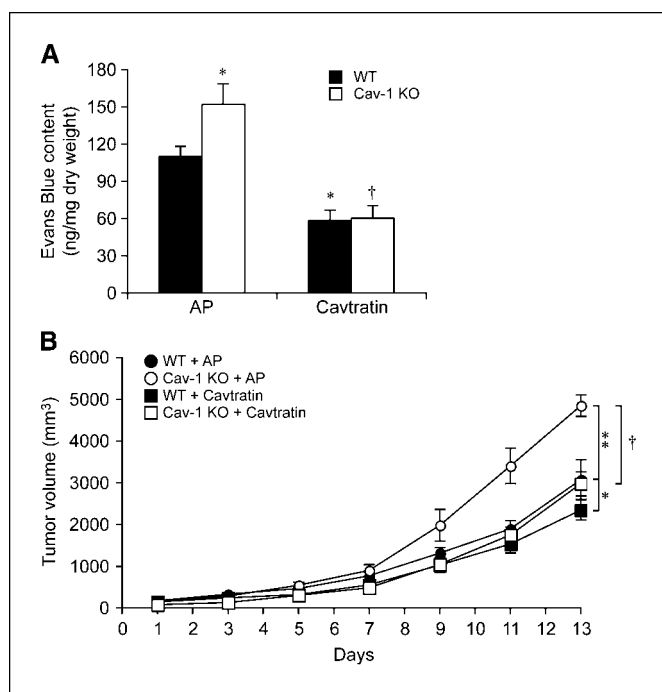 A
Evans Blue content
(ng/mg dry weight)
180
150
120
90
60
30
0
*
* †
WT
Cav-1 KO
AP Cavtratin
B
Tumor volume (mm³)
6000
5000
4000
3000
2000
1000
0
WT + AP
Cav-1 KO + AP
WT + Cavtratin
Cav-1 KO + Cavtratin
** †
*
0 1 2 3 4 5 6 7 8 9 10 11 12 13
Days